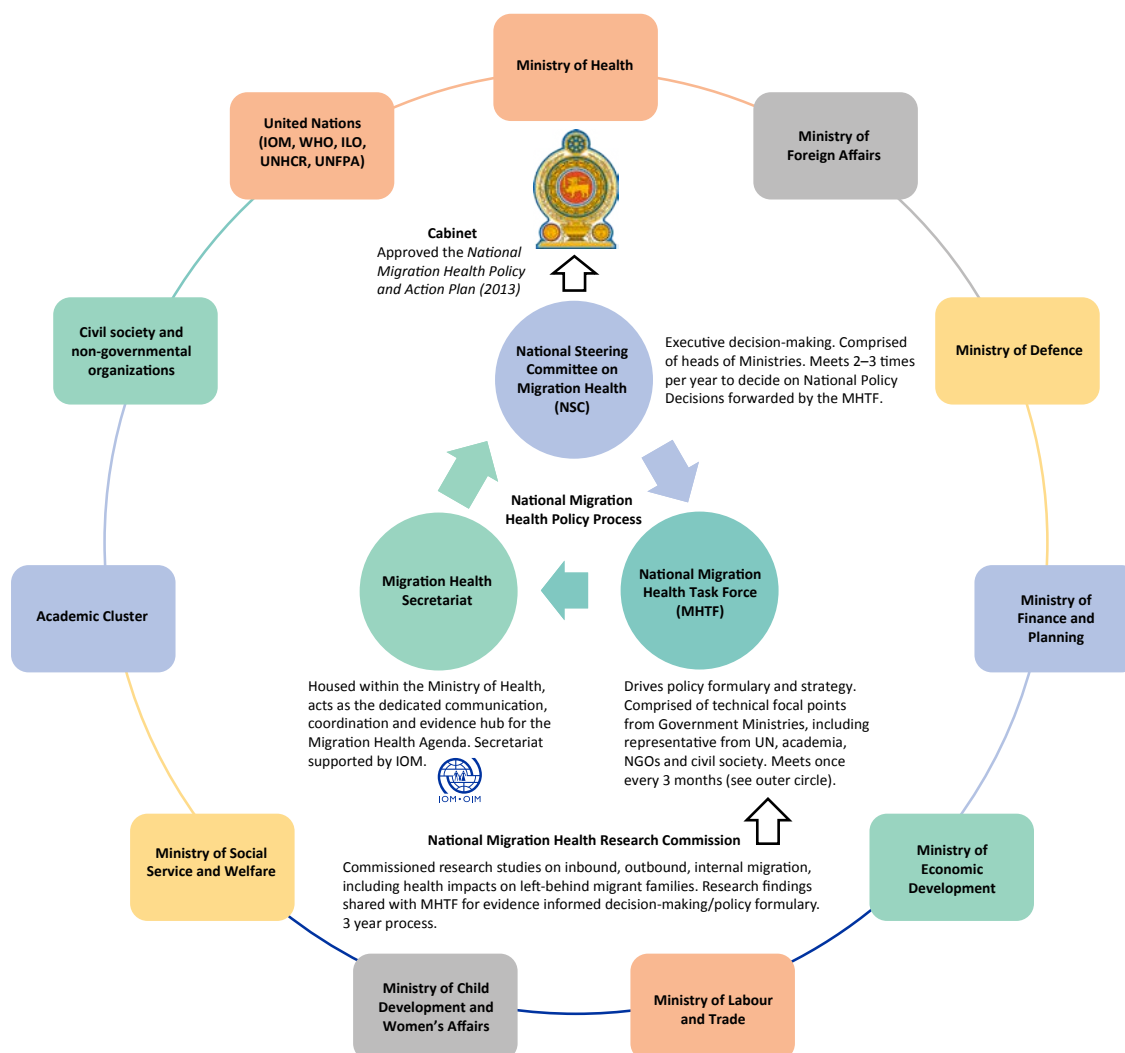 Ministry of Health
United Nations
(IOM, WHO, ILO,
UNHCR, UNFPA)
Ministry of
Foreign Affairs
Cabinet
Approved the National
Migration Health Policy
and Action Plan (2013)
Civil society and
non-governmental
organizations
National Steering
Committee on
Migration Health
(NSC)
Executive decision-making. Comprised
of heads of Ministries. Meets 2–3 times
per year to decide on National Policy
Decisions forwarded by the MHTF.
Ministry of Defence
National Migration
Health Policy Process
Academic Cluster
Migration Health
Secretariat
National Migration
Health Task Force
(MHTF)
Ministry of
Finance and
Planning
Housed within the Ministry of Health,
acts as the dedicated communication,
coordination and evidence hub for the
Migration Health Agenda. Secretariat
supported by IOM.
IOM • OIM
Drives policy formulary and strategy.
Comprised of technical focal points
from Government Ministries, including
representative from UN, academia,
NGOs and civil society. Meets once
every 3 months (see outer circle).
National Migration Health Research Commission
Commissioned research studies on inbound, outbound, internal migration,
including health impacts on left-behind migrant families. Research findings
shared with MHTF for evidence informed decision-making/policy formulary.
3 year process.
Ministry of Social
Service and Welfare
Ministry of
Economic
Development
Ministry of Child
Development and
Women’s Affairs
Ministry of Labour
and Trade